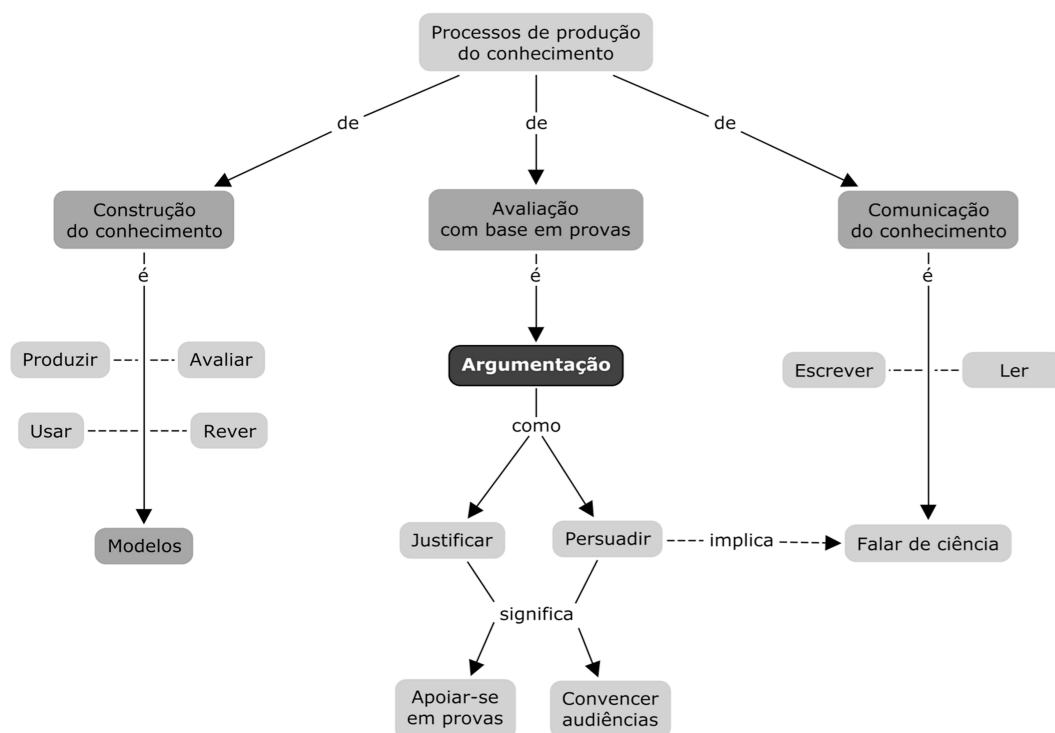 Processos de produção
do conhecimento
de
de
de
Construção
do conhecimento
Avaliação
com base em provas
Comunicação
do conhecimento
é
é
é
Produzir
Avaliar
Argumentação
Escrever
Ler
Usar
Rever
como
Modelos
Justificar
Persuadir
implica
Falar de ciência
significa
Apoiar-se
em provas
Convencer
audiências